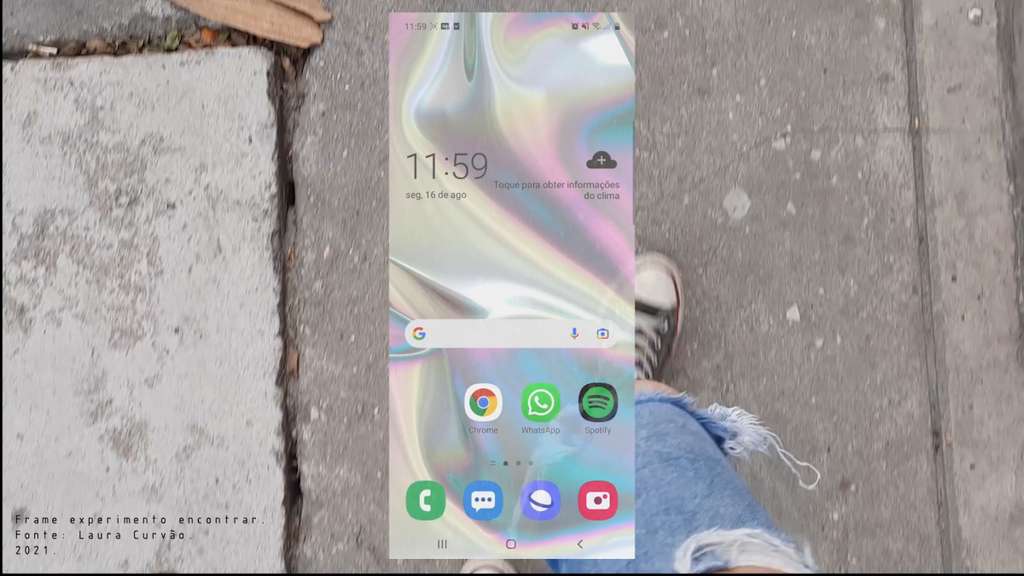 11:59
11:59
seg, 16 de ago
Toque para obter informações
do clima
Chrome
WhatsApp
Spotify
Frame experimento encontrar.
Fonte: Laura Curvão
2021.